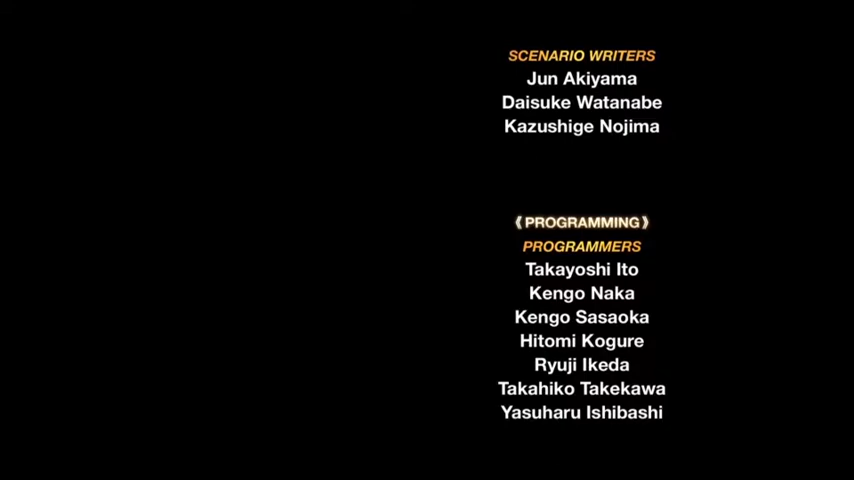 SCENARIO WRITERS
Jun Akiyama
Daisuke Watanabe
Kazushige Nojima
《PROGRAMMING》
PROGRAMMERS
Takayoshi Ito
Kengo Naka
Kengo Sasaoka
Hitomi Kogure
Ryuji Ikeda
Takahiko Takekawa
Yasuharu Ishibashi